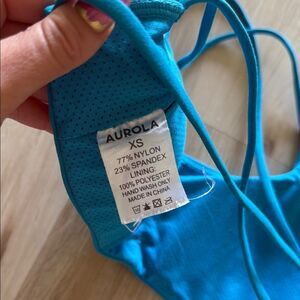 AUROLA
XS
77% NYLON
23% SPANDEX
LINING:
100% POLYESTER
HAND WASH ONLY
MADE IN CHINA